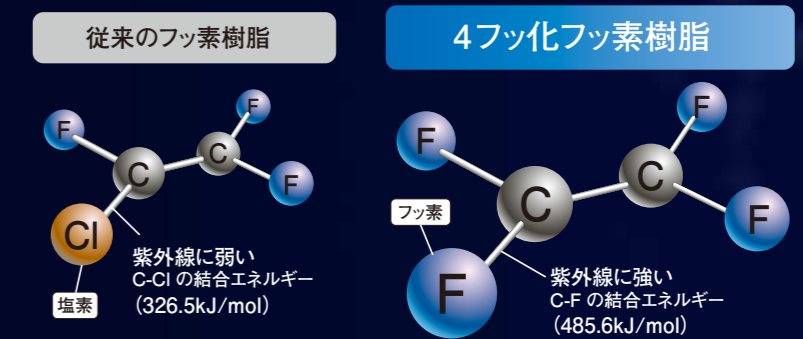 従来のフッ素樹脂
F
F
C
C
F
Cl
塩素
紫外線に弱い
C-Cl の結合エネルギー
(326.5kJ/mol)
4フッ化フッ素樹脂
F
F
C
C
F
フッ素
F
紫外線に強い
C-F の結合エネルギー
(485.6kJ/mol)